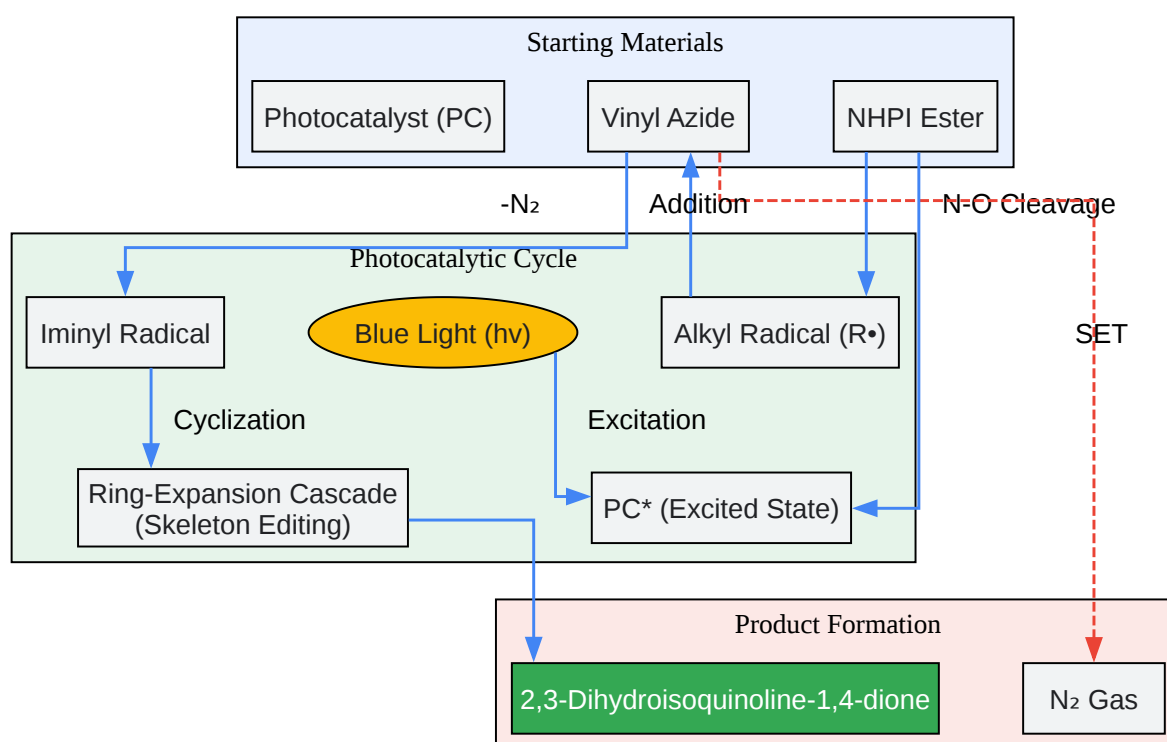 Starting Materials
Photocatalyst (PC)
Vinyl Azide
NHPI Ester
-N₂
Addition
N-O Cleavage
Photocatalytic Cycle
Iminyl Radical
Blue Light (hv)
Alkyl Radical (R•)
SET
Cyclization
Excitation
Ring-Expansion Cascade
(Skeleton Editing)
PC* (Excited State)
Product Formation
2,3-Dihydroisoquinoline-1,4-dione
N₂ Gas